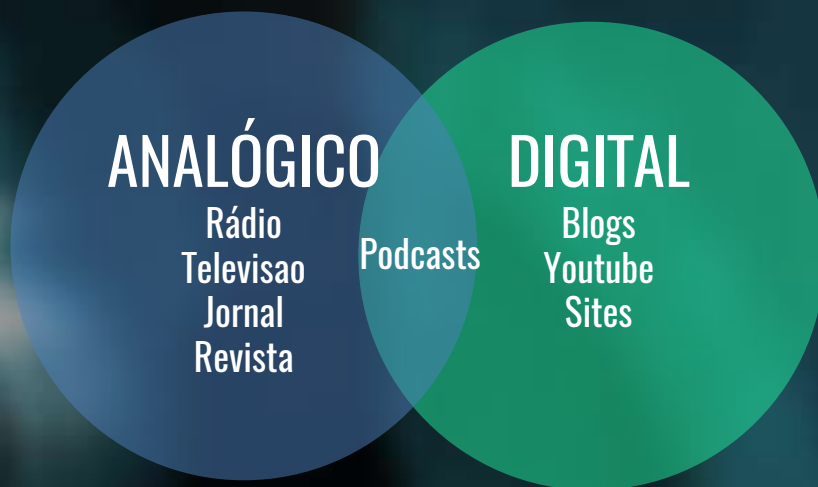 ANALÓGICO
Rádio
Televisao
Jornal
Revista
Podcasts
DIGITAL
Blogs
Youtube
Sites